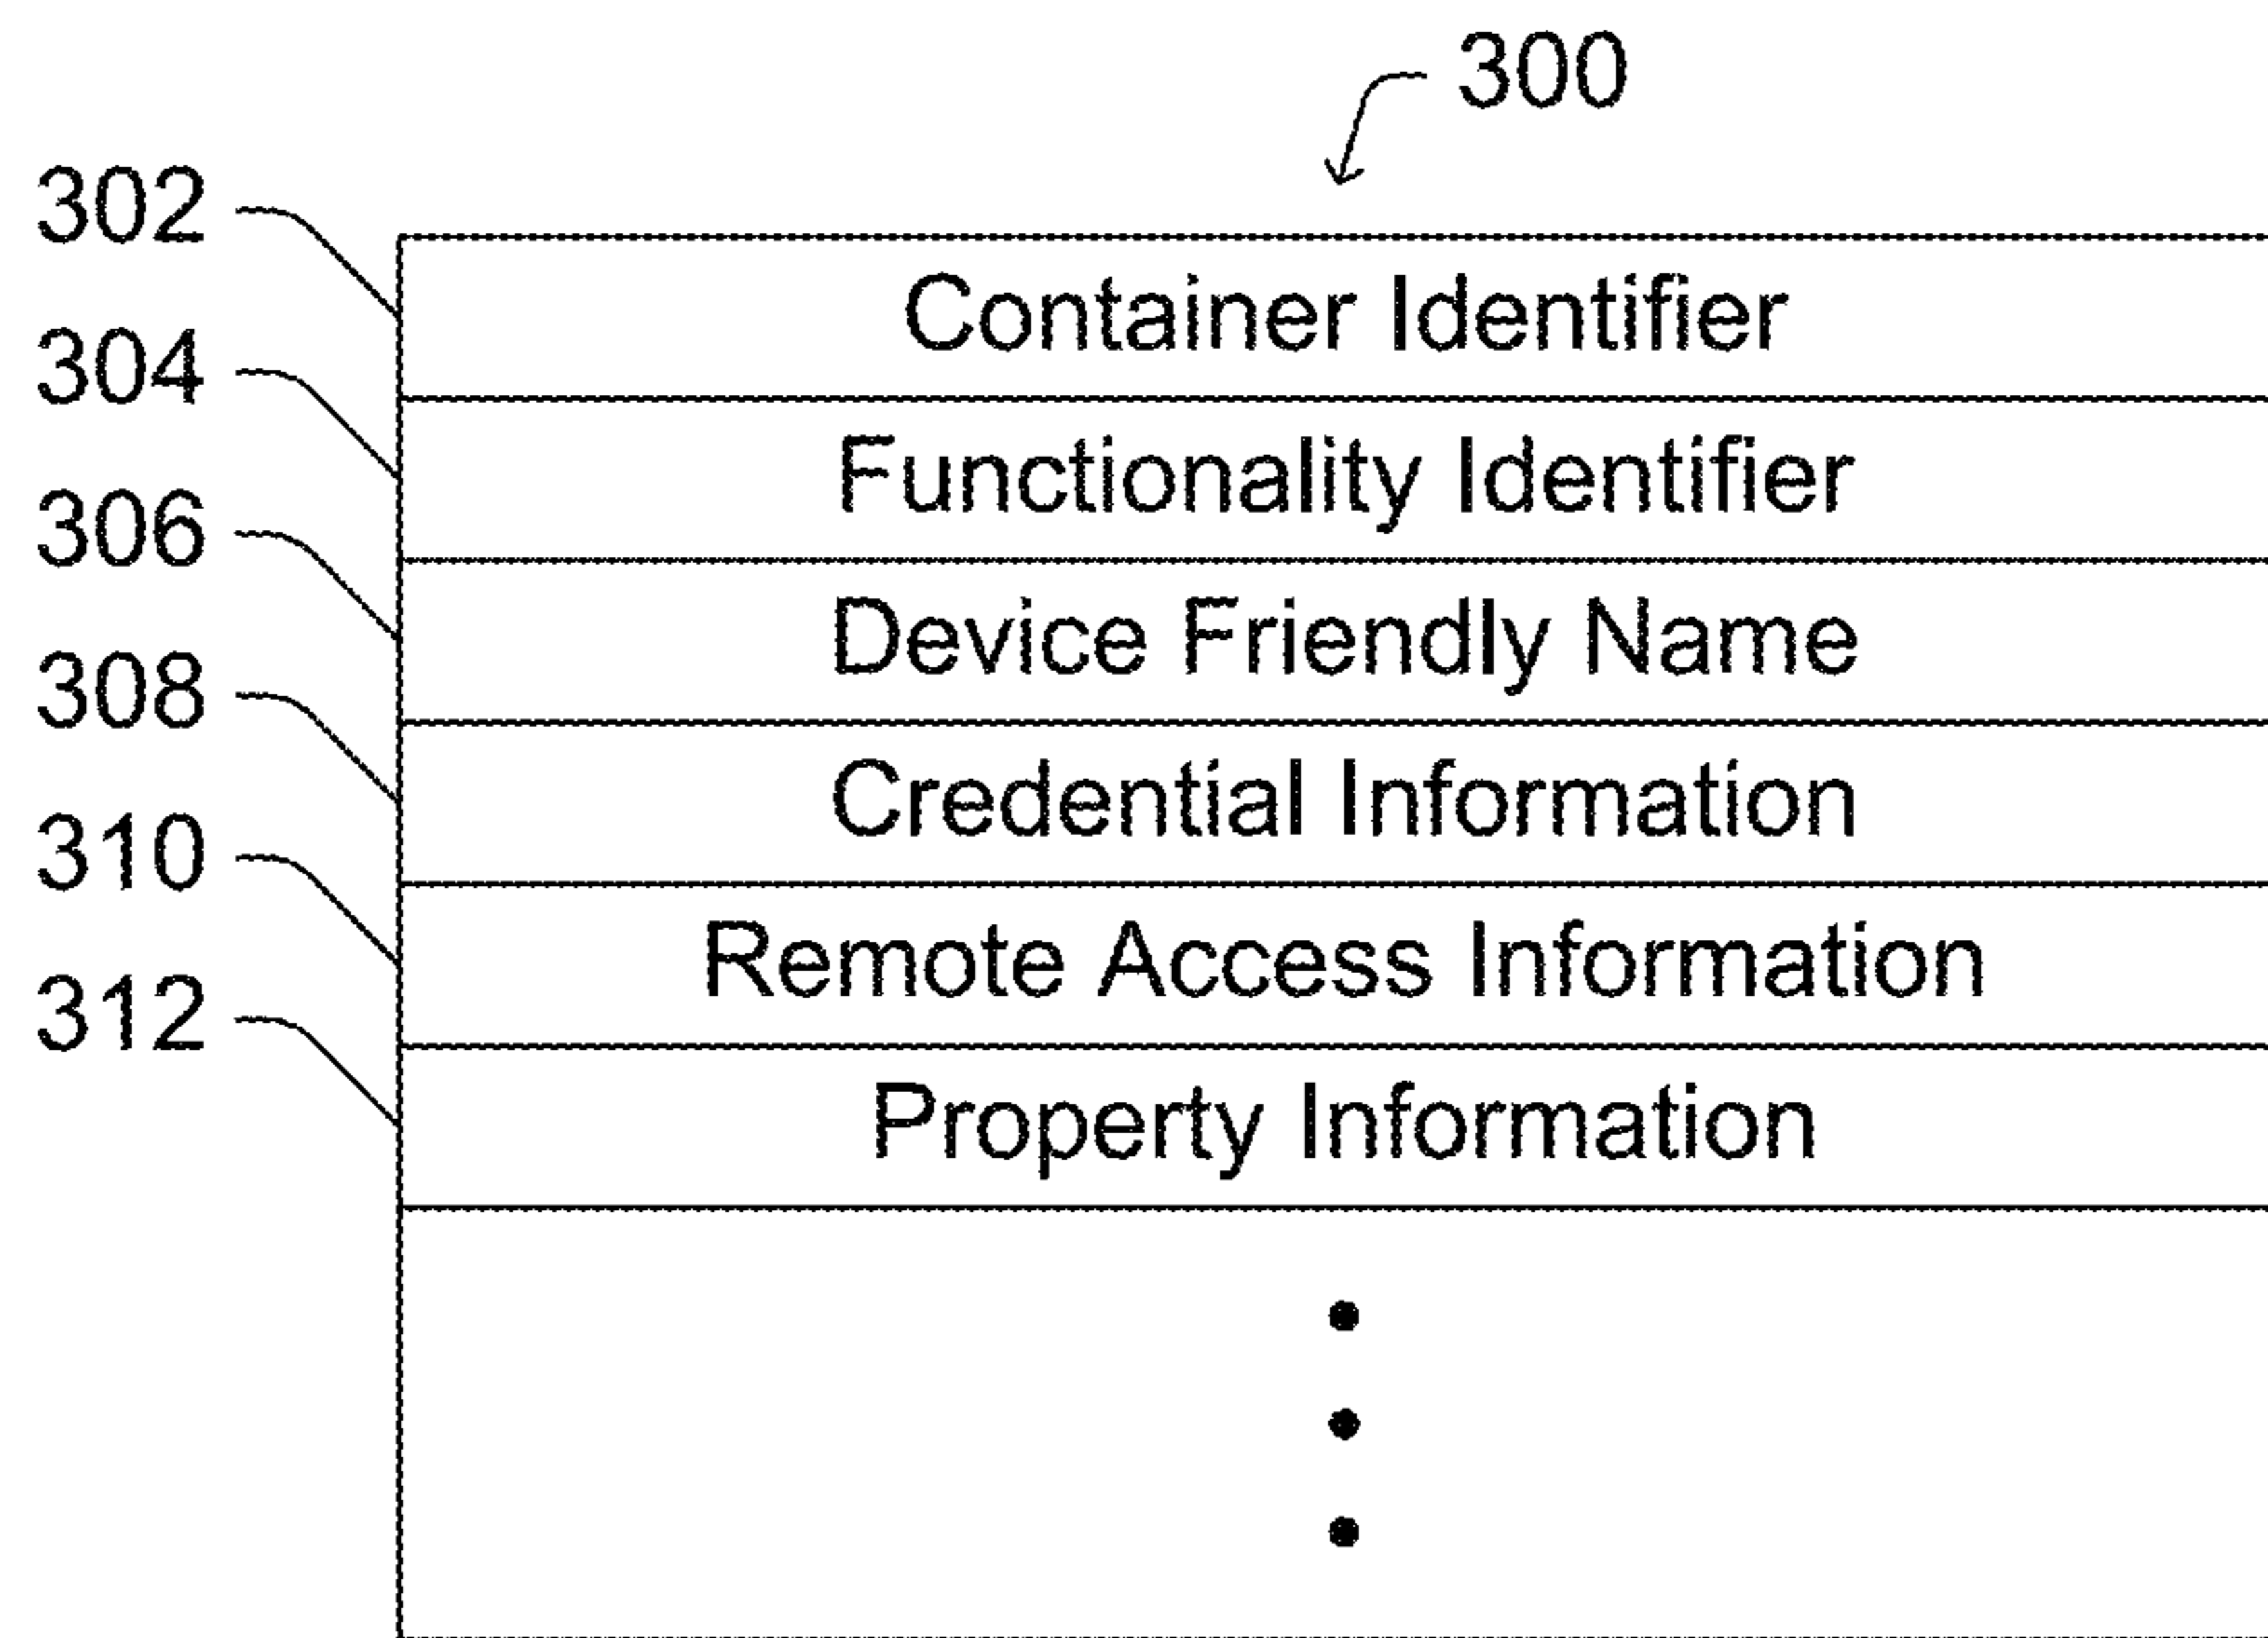 300
302
Container Identifier
304
Functionality Identifier
306
Device Friendly Name
308
Credential Information
310
Remote Access Information
312
Property Information